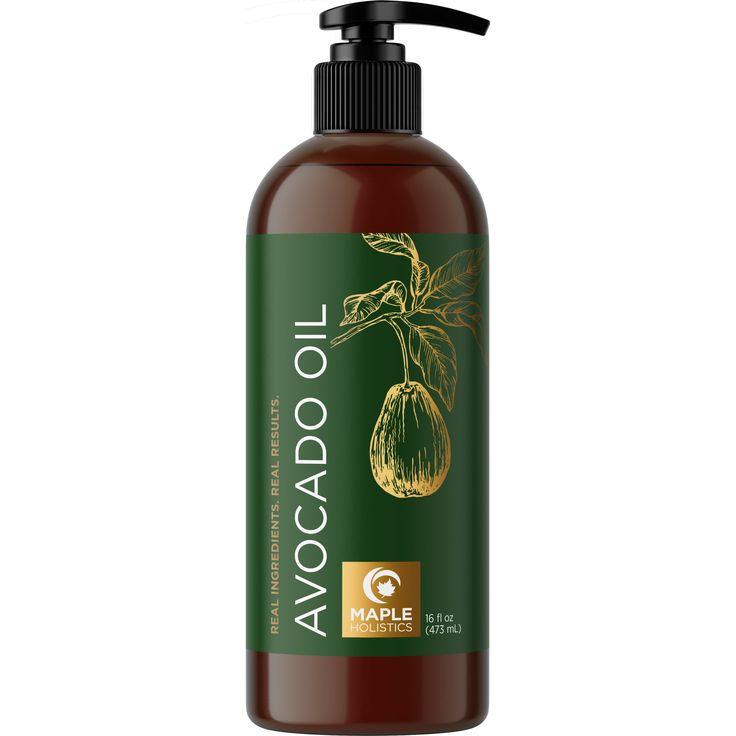 REAL INGREDIENTS. REAL RESULTS.
AVOCADO OIL
MAPLE
HOLISTICS
16 fl oz
(473 mL)